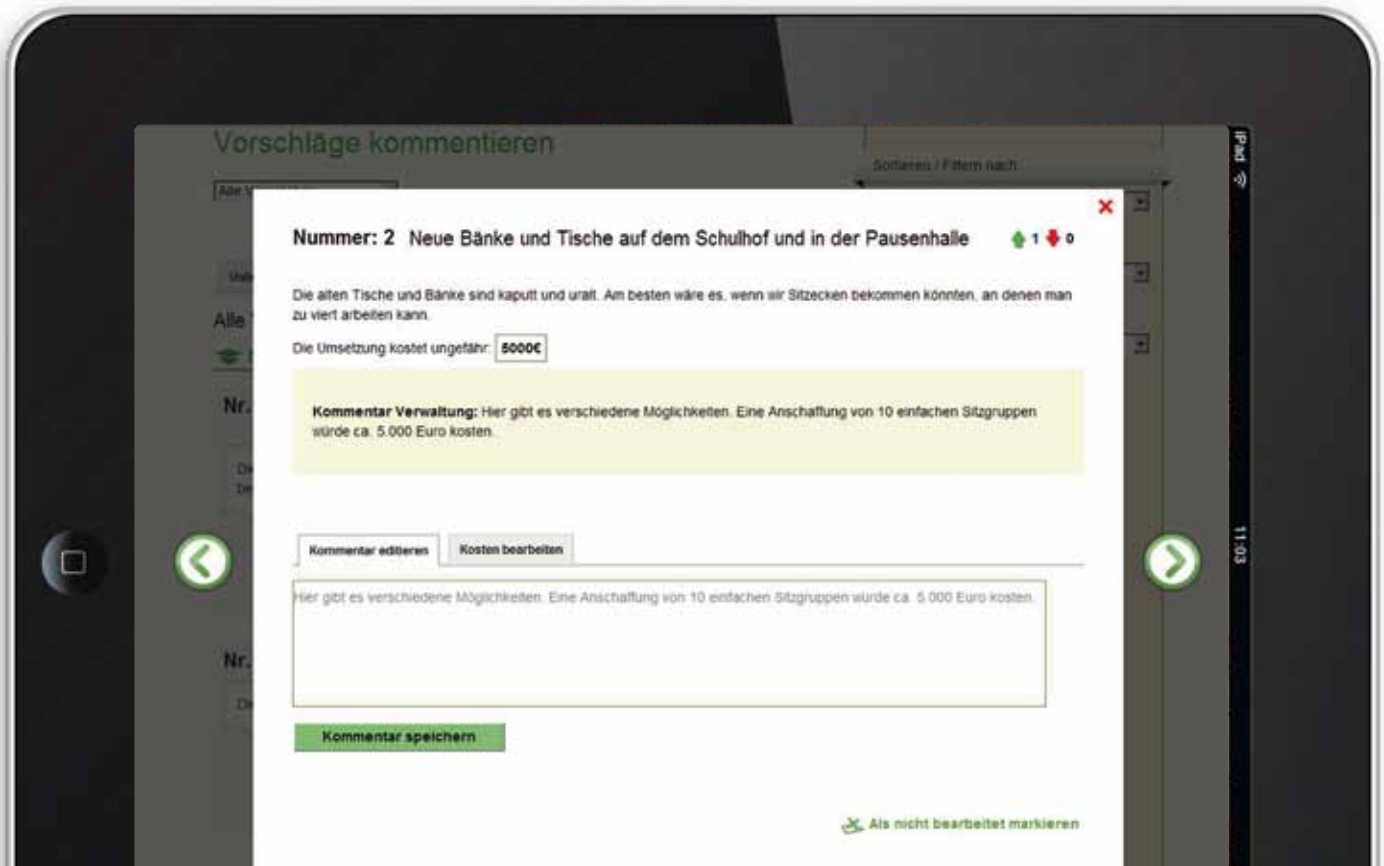 Vorschläge kommentieren
Sortieren / Filtern nach
iPad
Alle
Nummer: 2 Neue Bänke und Tische auf dem Schulhof und in der Pausenhalle 1 0
Die alten Tische und Bänke sind kaputt und uralt. Am besten wäre es, wenn wir Sitzecken bekommen könnten, an denen man
zu viert arbeiten kann.
Alle
Die Umsetzung kostet ungefähr: 5000€
Nr.
Kommentar Verwaltung: Hier gibt es verschiedene Möglichkeiten. Eine Anschaffung von 10 einfachen Sitzgruppen
würde ca. 5.000 Euro kosten.
11:03
Kommentar editieren Kosten bearbeiten
Hier gibt es verschiedene Möglichkeiten. Eine Anschaffung von 10 einfachen Sitzgruppen würde ca. 5.000 Euro kosten.
Nr.
Kommentar speichern
Als nicht bearbeitet markieren